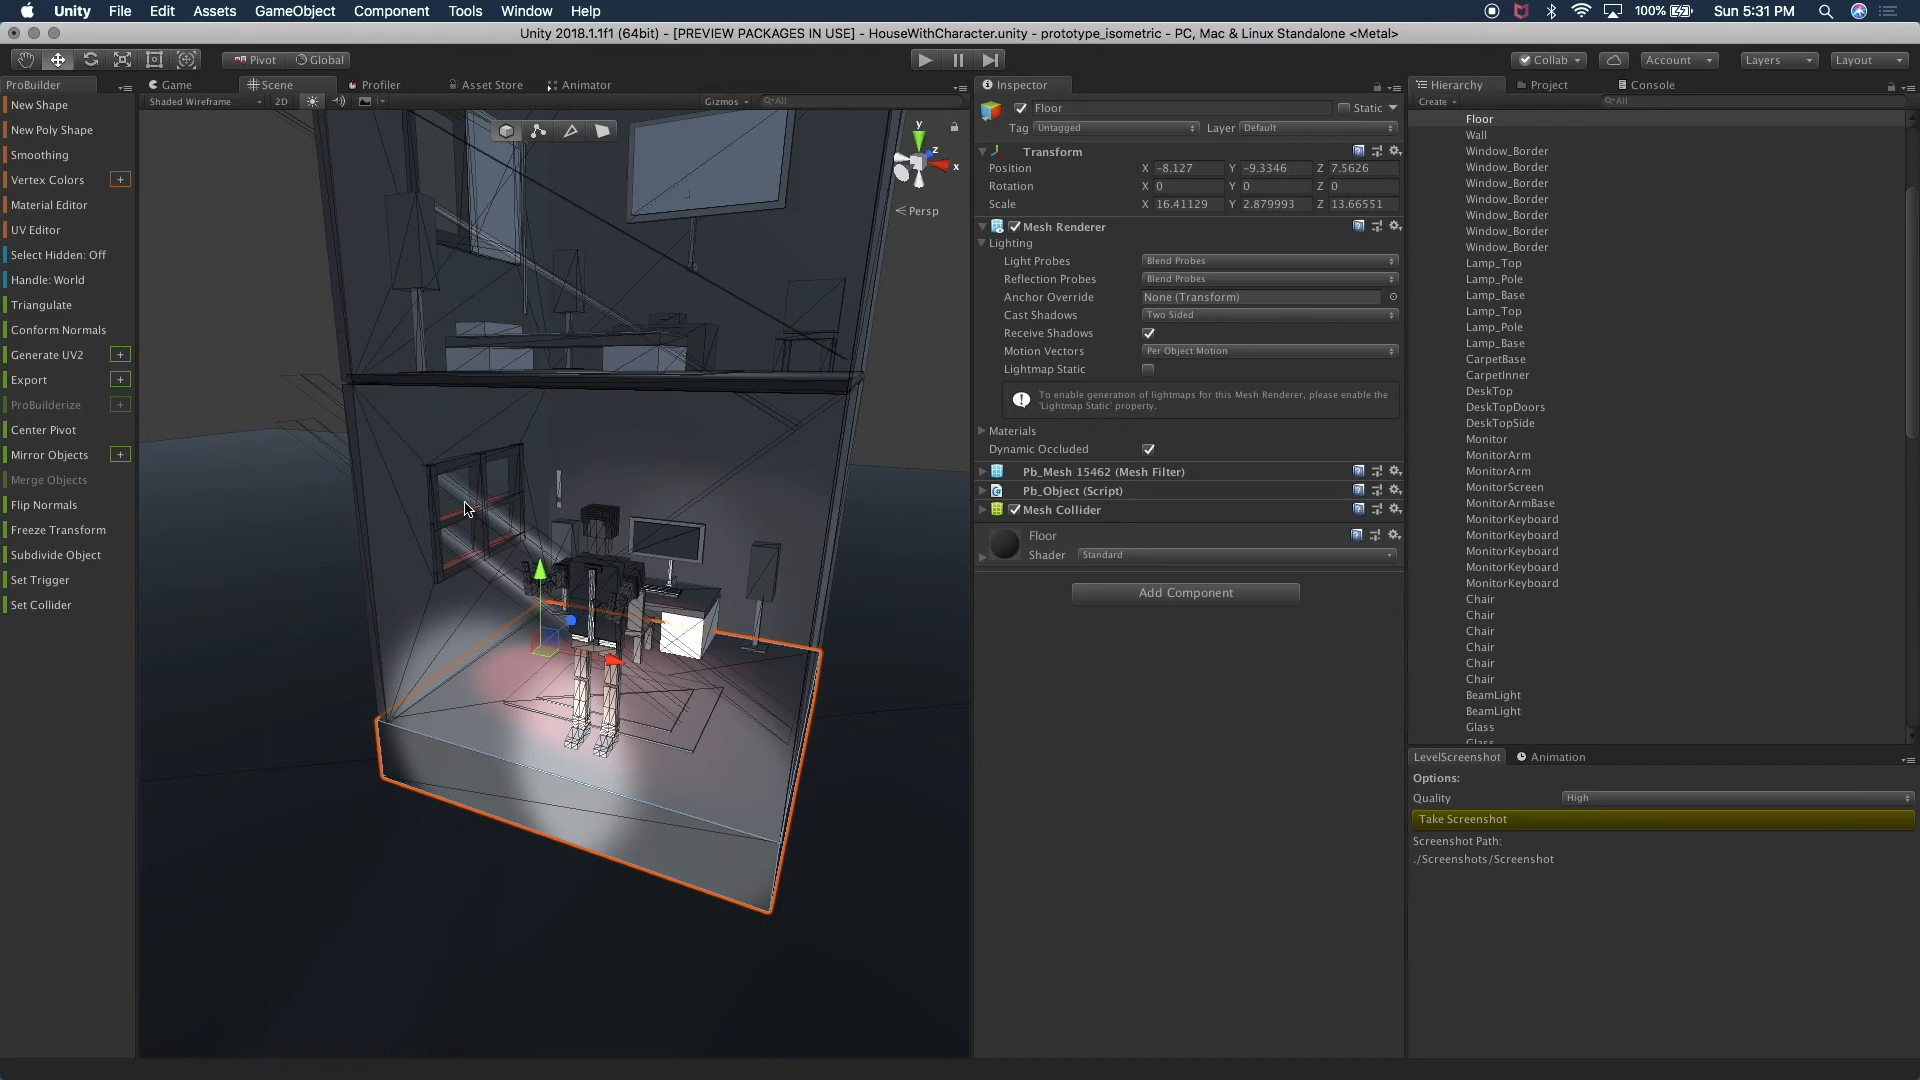 Unity File Edit Assets GameObject Component Tools Window Help
100% Sun 5:31 PM
Unity 2018.1.1f1 (64bit) - [PREVIEW PACKAGES IN USE] - HouseWithCharacter.unity - prototype_isometric - PC, Mac & Linux Standalone <Metal>
Pivot Global Collab Account Layers Layout
ProBuilder
New Shape
New Poly Shape
Smoothing
Vertex Colors +
Material Editor
UV Editor
Select Hidden: Off
Handle: World
Triangulate
Conform Normals
Generate UV2 +
Export +
ProBuilderize +
Center Pivot
Mirror Objects +
Merge Objects
Flip Normals
Freeze Transform
Subdivide Object
Set Trigger
Set Collider
Game Scene Profiler Asset Store Animator
Shaded Wireframe 2D Gizmos All
y
z
x
Persp
Inspector
Floor Static
Tag Untagged Layer Default
Transform
Position X -8.127 Y -9.3346 Z 7.5626
Rotation X 0 Y 0 Z 0
Scale X 16.41129 Y 2.879993 Z 13.66551
Mesh Renderer
Lighting
Light Probes Blend Probes
Reflection Probes Blend Probes
Anchor Override None (Transform)
Cast Shadows Two Sided
Receive Shadows
Motion Vectors Per Object Motion
Lightmap Static
To enable generation of lightmaps for this Mesh Renderer, please enable the
'Lightmap Static' property.
Materials
Dynamic Occluded
Pb_Mesh 15462 (Mesh Filter)
Pb_Object (Script)
Mesh Collider
Floor
Shader Standard
Add Component
Hierarchy Project Console
Create All
Floor
Wall
Window_Border
Window_Border
Window_Border
Window_Border
Window_Border
Window_Border
Window_Border
Lamp_Top
Lamp_Pole
Lamp_Base
Lamp_Top
Lamp_Pole
Lamp_Base
CarpetBase
CarpetInner
DeskTop
DeskTopDoors
DeskTopSide
Monitor
MonitorArm
MonitorArm
MonitorScreen
MonitorArmBase
MonitorKeyboard
MonitorKeyboard
MonitorKeyboard
MonitorKeyboard
MonitorKeyboard
Chair
Chair
Chair
Chair
Chair
Chair
BeamLight
BeamLight
Glass
Glass
LevelScreenshot Animation
Options:
Quality High
Take Screenshot
Screenshot Path:
./Screenshots/Screenshot